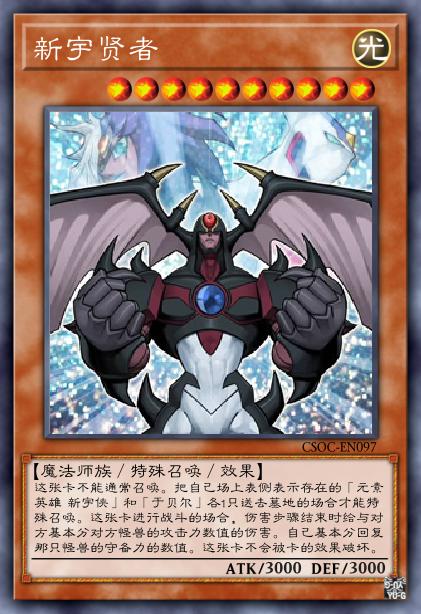 新宇贤者
光
CSOC-EN097
【魔法师族/特殊召唤/效果】
这张卡不能通常召唤。把自己场上表侧表示存在的「元素
英雄 新宇侠」和「于贝尔」各1只送去墓地的场合才能特
殊召唤。这张卡进行战斗的场合，伤害步骤结束时给与对
方基本分对方怪兽的攻击力数值的伤害。自己基本分回复
那只怪兽的守备力的数值。这张卡不会被卡的效果破坏。
ATK/3000 DEF/3000